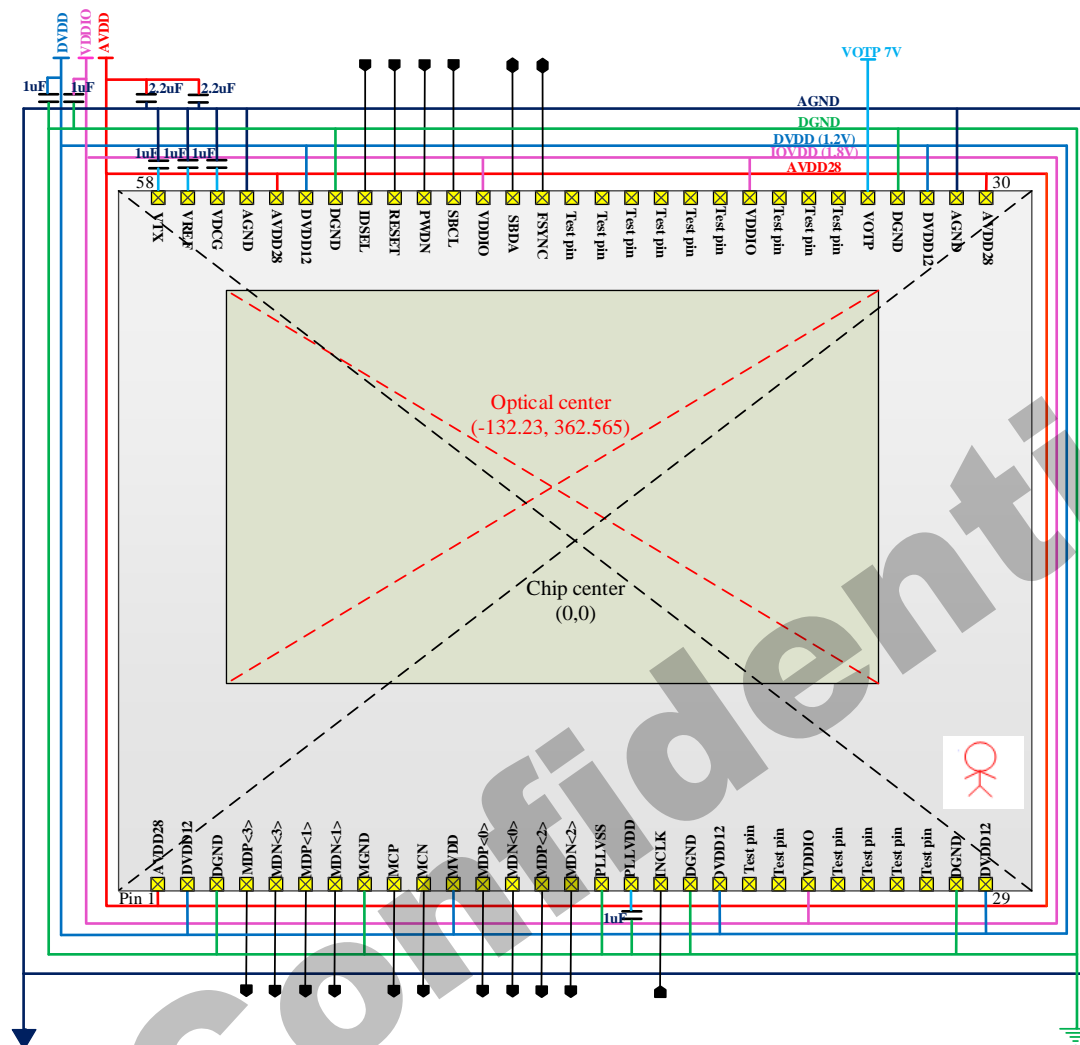 DVDD
VDDIO
AVDD
VOTP 7V
1uF
1uF
2.2uF
2.2uF
AGND
DGND
DVDD (1.2V)
IOVDD (1.8V)
AVDD28
1uF
1uF
1uF
58
30
VTX
VREF
VDCG
AGND
AVDD28
DVDD12
DGND
IDSEL
RESET
PWDN
SBCL
VDDIO
SBDA
FSYNC
Test pin
Test pin
Test pin
Test pin
Test pin
Test pin
VDDIO
Test pin
Test pin
Test pin
VOTP
DGND
DVDD12
AGND
AVDD28
Optical center
(-132.23, 362.565)
Chip center
(0,0)
AVDD28
DVDD12
DGND
MDP<3>
MDN<3>
MDP<1>
MDN<1>
MGND
MCP
MCN
MVDD
MDP<0>
MDN<0>
MDP<2>
MDN<2>
PLLVSS
PLLVDD
INCLK
DGND
DVDD12
Test pin
Test pin
VDDIO
Test pin
Test pin
Test pin
Test pin
DGND
DVDD12
Pin 1
29
1uF
Confidenti